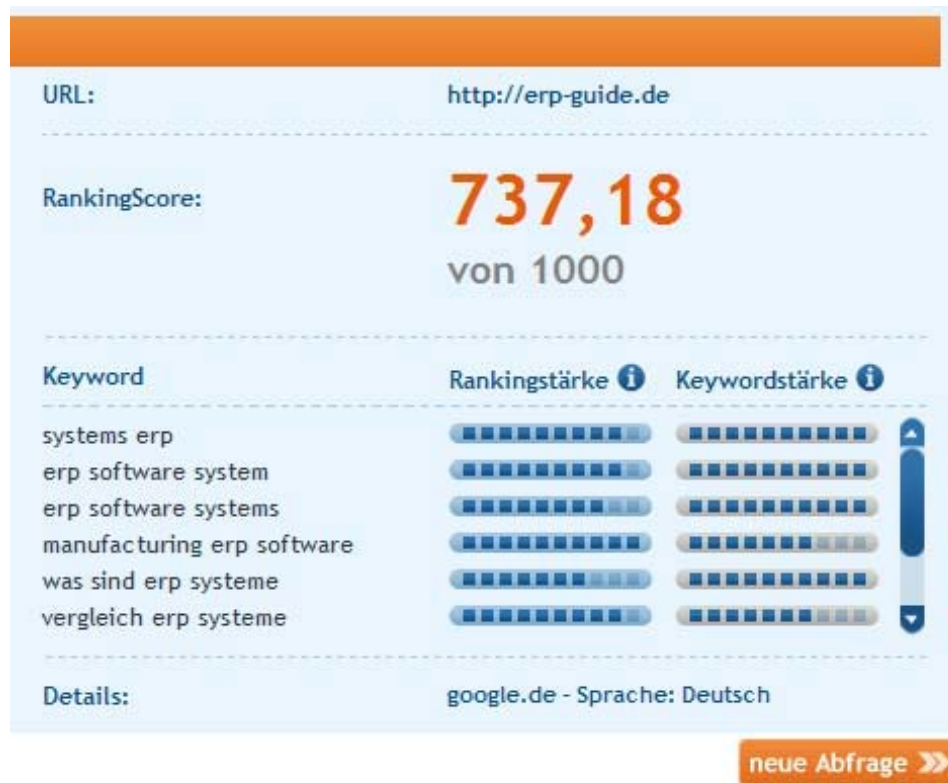 URL: http://erp-guide.de
RankingScore: 737,18
von 1000
Keyword Rankingstärke i Keywordstärke i
systems erp
erp software system
erp software systems
manufacturing erp software
was sind erp systeme
vergleich erp systeme
Details: google.de - Sprache: Deutsch
neue Abfrage